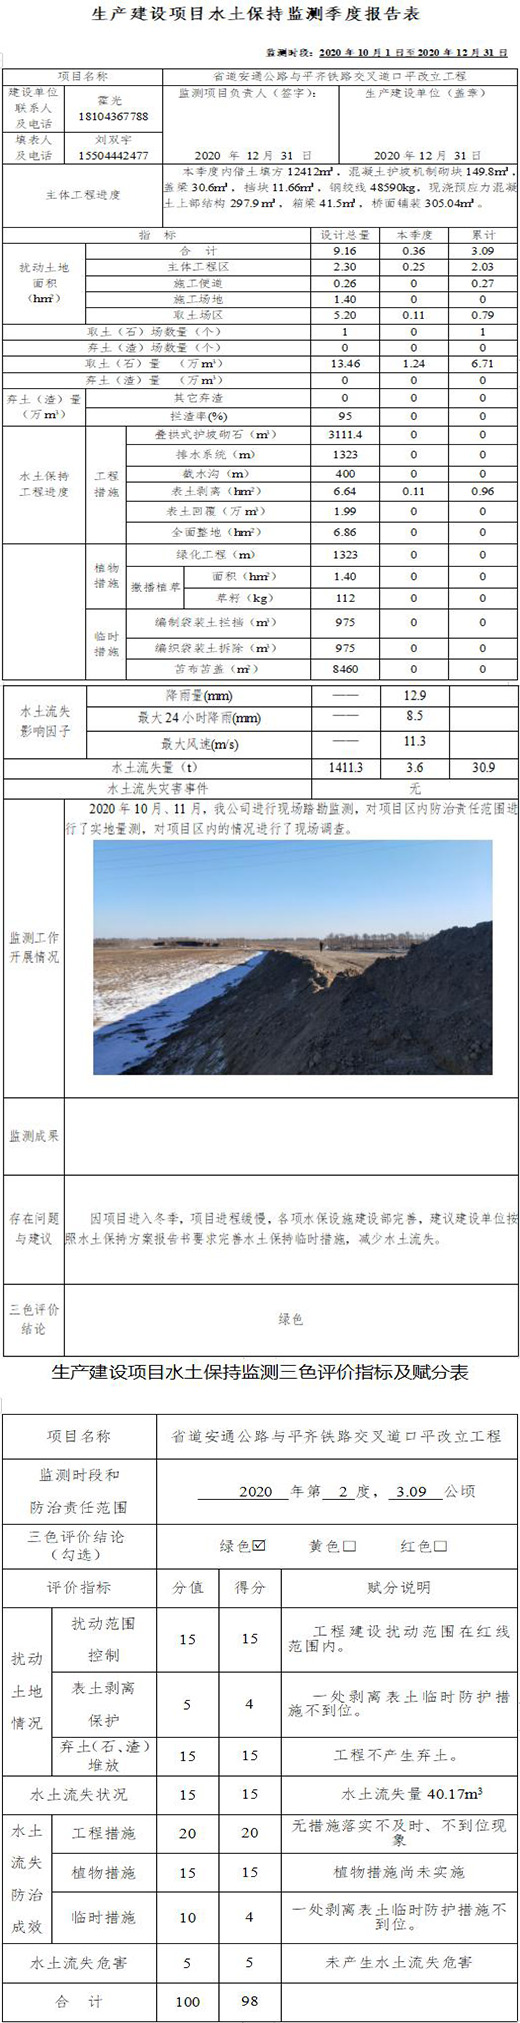 生产建设项目水土保持监测季度报告表
监测时段：2020 年 10 月 1 日至 2020 年 12 月 31 日
项目名称 省道安通公路与平齐铁路交叉道口平改立工程
建设单位联系人及电话 霍光 18104367788 监测项目负责人（签字）： 2020 年 12 月 31 日 生产建设单位（盖章） 2020 年 12 月 31 日
填表人及电话 刘双宇 15504442477
主体工程进度 本季度内借土填方 12412m³，混凝土护坡机制砌块 149.8m³，
盖梁 30.6m³，挡块 11.66m³，钢绞线 48590kg，现浇预应力混凝
土上部结构 297.9m³，箱梁 41.5m³，桥面铺装 305.04m³。
指 标 设计总量 本季度 累计
扰动土地面积（hm²） 合 计 9.16 0.36 3.09
主体工程区 2.30 0.25 2.03
施工便道 0.26 0 0.27
施工场地 1.40 0 0
取土场区 5.20 0.11 0.79
取土（石）场数量（个） 1 0 1
弃土（渣）场数量（个） 0 0 0
取土（石）量 （万 m³） 13.46 1.24 6.71
弃土（渣）量 （万 m³） 0 0 0
弃土（渣）量（万 m³） 其它弃渣 0 0 0
拦渣率(%) 95 0 0
水土保持工程进度 工程措施 叠拱式护坡砌石（m³） 3111.4 0 0
排水系统（m） 1323 0 0
截水沟（m） 400 0 0
表土剥离（hm²） 6.64 0.11 0.96
表土回覆（万 m³） 1.99 0 0
全面整地（hm²） 6.86 0 0
植物措施 绿化工程（m） 1323 0 0
撒播植草 面积（hm²） 1.40 0 0
草籽（kg） 112 0 0
临时措施 编制袋装土拦挡（m³） 975 0 0
编织袋装土拆除（m³） 975 0 0
苫布苫盖（m²） 8460 0 0
水土流失影响因子 降雨量(mm) —— 12.9
最大 24 小时降雨(mm) —— 8.5
最大风速(m/s) —— 11.3
水土流失量（t） 1411.3 3.6 30.9
水土流失灾害事件 无
监测工作开展情况 2020 年 10 月、11 月，我公司进行现场踏勘监测，对项目区内防治责任范围进
行了实地量测，对项目区内的情况进行了现场调查。
监测成果
存在问题与建议 因项目进入冬季，项目进程缓慢，各项水保设施建设部完善，建议建设单位按
照水土保持方案报告书要求完善水土保持临时措施，减少水土流失。
三色评价结论 绿色
生产建设项目水土保持监测三色评价指标及赋分表
项目名称 省道安通公路与平齐铁路交叉道口平改立工程
监测时段和防治责任范围 2020 年第 2 度， 3.09 公顷
三色评价结论（勾选） 绿色☑ 黄色□ 红色□
评价指标 分值 得分 赋分说明
扰动土地情况 扰动范围控制 15 15 工程建设扰动范围在红线范围内。
表土剥离保护 5 4 一处剥离表土临时防护措施不到位。
弃土（石、渣）堆放 15 15 工程不产生弃土。
水土流失状况 15 15 水土流失量 40.17m³
水土流失防治成效 工程措施 20 20 无措施落实不及时、不到位现象
植物措施 15 15 植物措施尚未实施
临时措施 10 4 一处剥离表土临时防护措施不到位。
水土流失危害 5 5 未产生水土流失危害
合 计 100 98